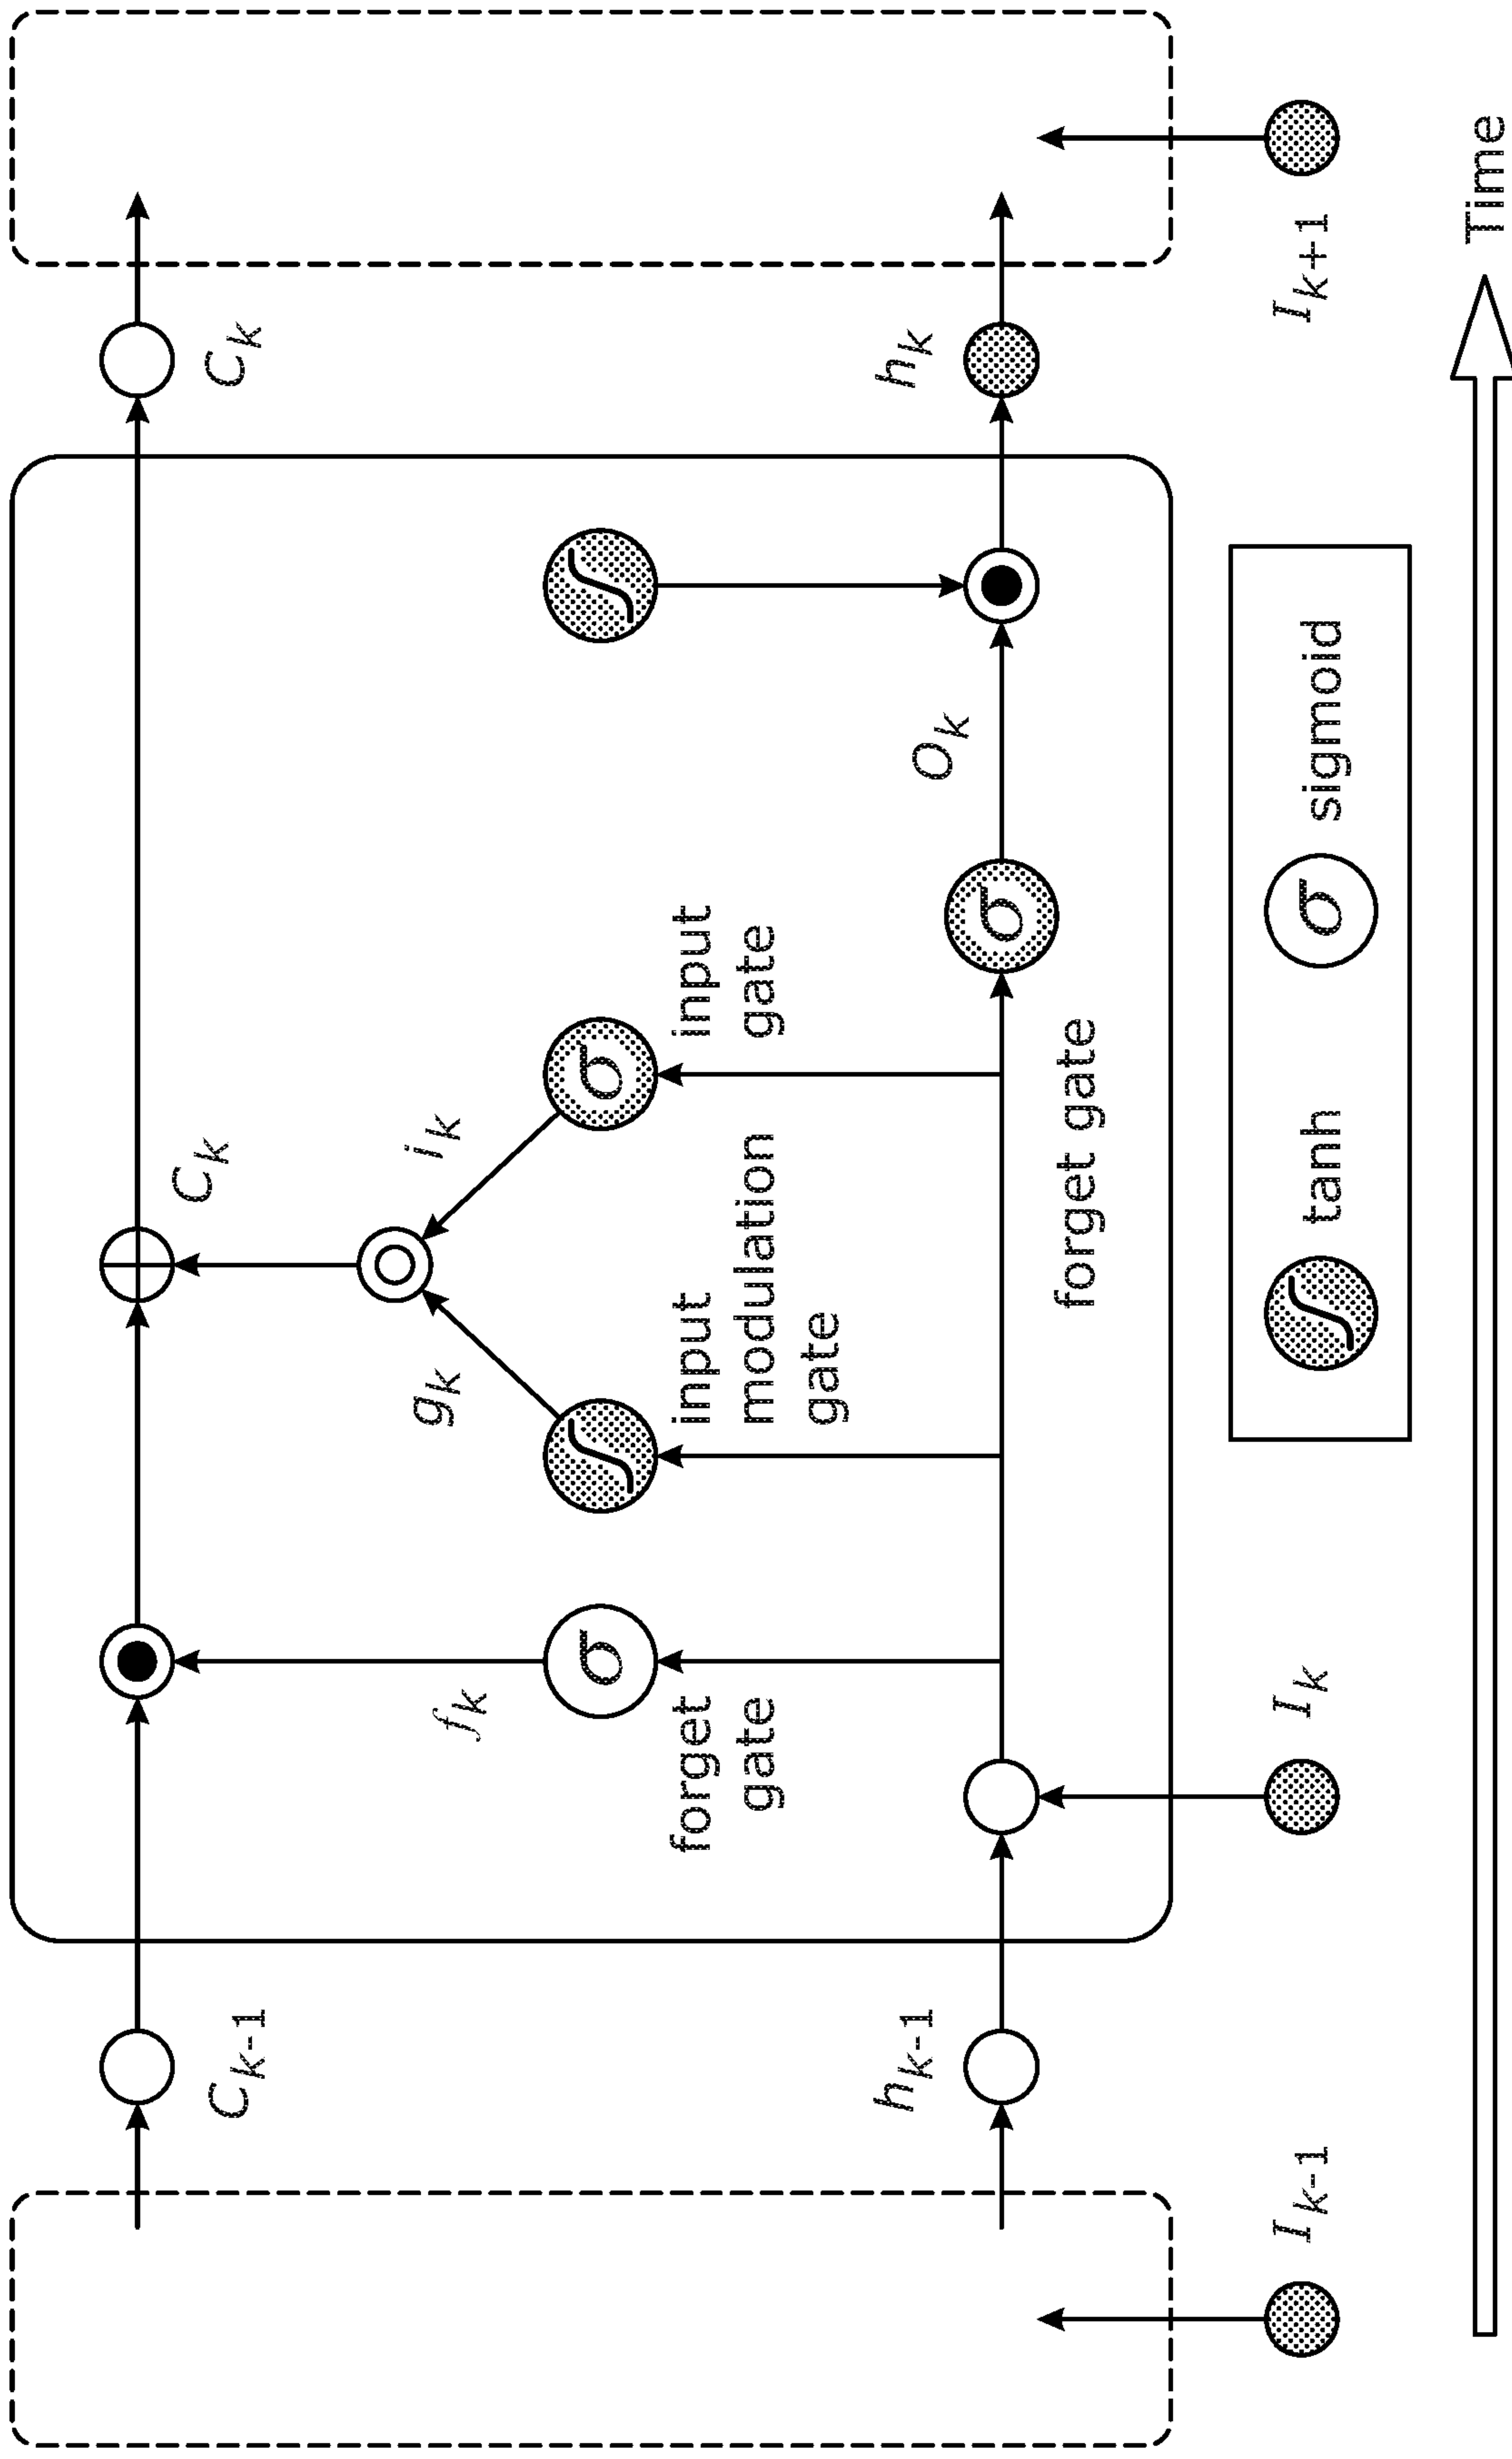 C_k-1
C_k
C_k
g_k
i_k
f_k
forget
gate
input
modulation
gate
input
gate
O_k
h_k-1
h_k
forget gate
I_k-1
I_k
I_k+1
tanh
σ sigmoid
σ
σ
σ
Time